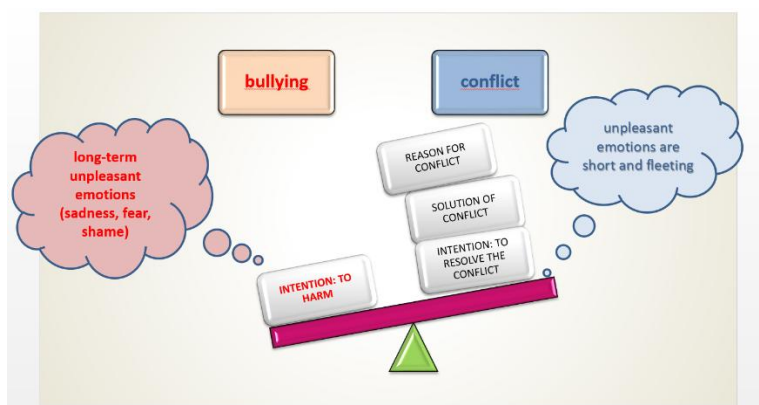 bullying
conflict
long-term
unpleasant
emotions
(sadness, fear,
shame)
unpleasant
emotions are
short and fleeting
REASON FOR
CONFLICT
SOLUTION OF
CONFLICT
INTENTION: TO
RESOLVE THE
CONFLICT
INTENTION: TO
HARM